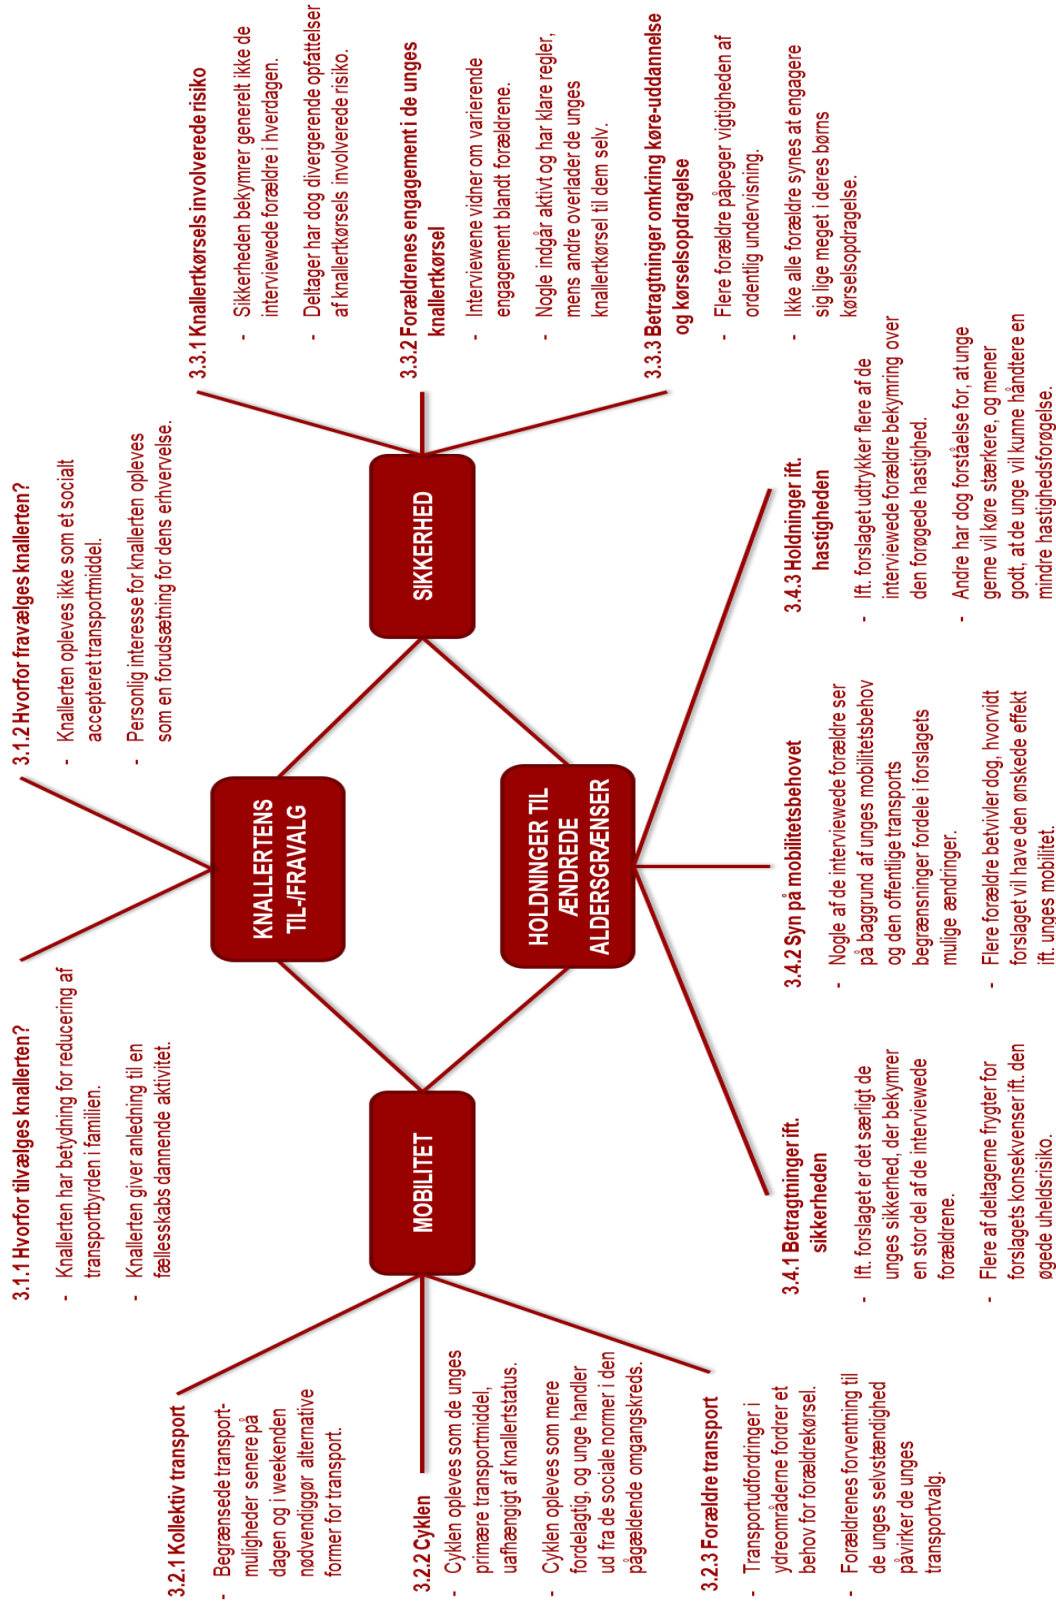 3.1.1 Hvorfor tilvælges knallerten?
- Knallerten har betydning for reducering af
transportbyrden i familien.
- Knallerten giver anledning til en
fællesskabs dannende aktivitet.
3.1.2 Hvorfor fravælges knallerten?
- Knallerten opleves ikke som et socialt
accepteret transportmiddel.
- Personlig interesse for knallerten opleves
som en forudsætning for dens erhvervelse.
KNALLERTENS
TIL-/FRAVALG
3.2.1 Kollektiv transport
- Begrænsede transport-
muligheder senere på
dagen og i weekenden
nødvendiggør alternative
former for transport.
3.2.2 Cyklen
- Cyklen opleves som de unges
primære transportmiddel,
uafhængigt af knallertstatus.
- Cyklen opleves som mere
fordelagtig, og unge handler
ud fra de sociale normer i den
pågældende omgangskreds.
3.2.3 Forældre transport
- Transportudfordringer i
ydreområderne fordrer et
behov for forældrekørsel.
- Forældrenes forventning til
de unges selvstændighed
påvirker de unges
transportvalg.
MOBILITET
SIKKERHED
3.3.1 Knallertkørsels involverede risiko
- Sikkerheden bekymrer generelt ikke de
interviewede forældre i hverdagen.
- Deltager har dog divergerende opfattelser
af knallertkørsels involverede risiko.
3.3.2 Forældrenes engagement i de unges
knallertkørsel
- Interviewene vidner om varierende
engagement blandt forældrene.
- Nogle indgår aktivt og har klare regler,
mens andre overlader de unges
knallertkørsel til dem selv.
3.3.3 Betragtninger omkring køre-uddannelse
og kørselsopdragelse
- Flere forældre påpeger vigtigheden af
ordentlig undervisning.
- Ikke alle forældre synes at engagere
sig lige meget i deres børns
kørselsopdragelse.
HOLDNINGER TIL
ÆNDREDE
ALDERSGRÆNSER
3.4.1 Betragtninger ift.
sikkerheden
- Ift. forslaget er det særligt de
unges sikkerhed, der bekymrer
en stor del af de interviewede
forældrene.
- Flere af deltagerne frygter for
forslagets konsekvenser ift. den
øgede uheldsrisiko.
3.4.2 Syn på mobilitetsbehovet
- Nogle af de interviewede forældre ser
på baggrund af unges mobilitetsbehov
og den offentlige transports
begrænsninger fordele i forslagets
mulige ændringer.
- Flere forældre betvivler dog, hvorvidt
forslaget vil have den ønskede effekt
ift. unges mobilitet.
3.4.3 Holdninger ift.
hastigheden
- Ift. forslaget udtrykker flere af de
interviewede forældre bekymring over
den forøgede hastighed.
- Andre har dog forståelse for, at unge
gerne vil køre stærkere, og mener
godt, at de unge vil kunne håndtere en
mindre hastighedsforøgelse.